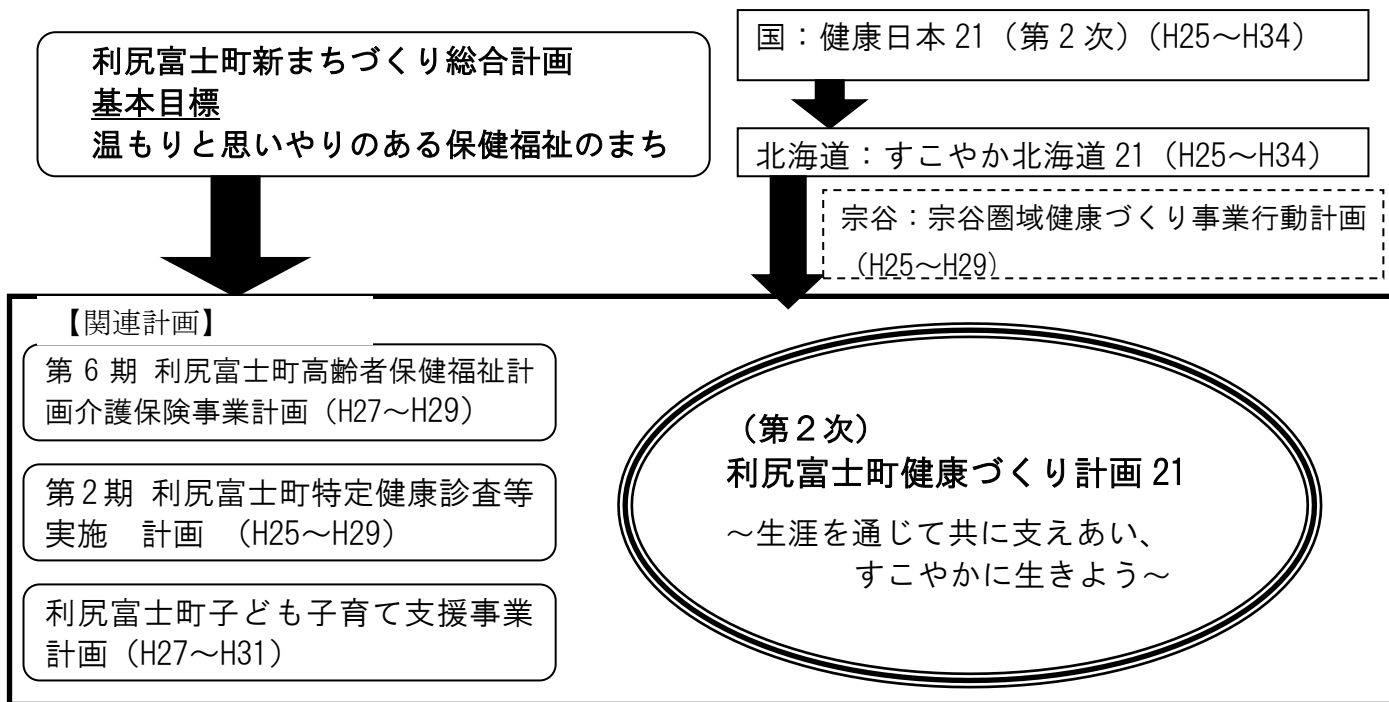 利尻富士町新まちづくり総合計画
基本目標
温もりと思いやりのある保健福祉のまち
国：健康日本 21（第 2 次）(H25～H34)
北海道：すこやか北海道 21（H25～H34）
宗谷：宗谷圏域健康づくり事業行動計画
（H25～H29）
【関連計画】
第 6 期 利尻富士町高齢者保健福祉計
画介護保険事業計画（H27～H29）
第2期 利尻富士町特定健康診査等
実施　計画　（H25～H29）
利尻富士町子ども子育て支援事業
計画（H27～H31）
（第２次）
利尻富士町健康づくり計画 21
～生涯を通じて共に支えあい、
すこやかに生きよう～